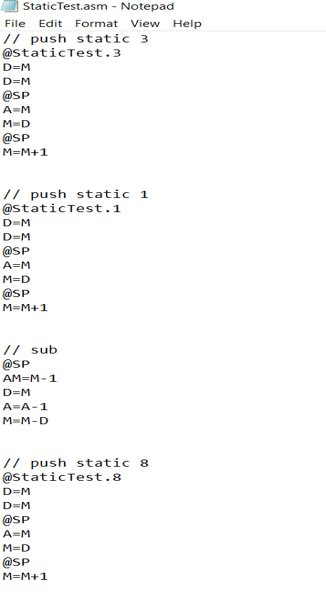 StaticTest.asm - Notepad
File Edit Format View Help
// push static 3
@StaticTest.3
D=M
D=M
@SP
A=M
M=D
@SP
M=M+1
// push static 1
@StaticTest.1
D=M
D=M
@SP
A=M
M=D
@SP
M=M+1
// sub
@SP
AM=M-1
D=M
A=A-1
M=M-D
// push static 8
@StaticTest.8
D=M
D=M
@SP
A=M
M=D
@SP
M=M+1